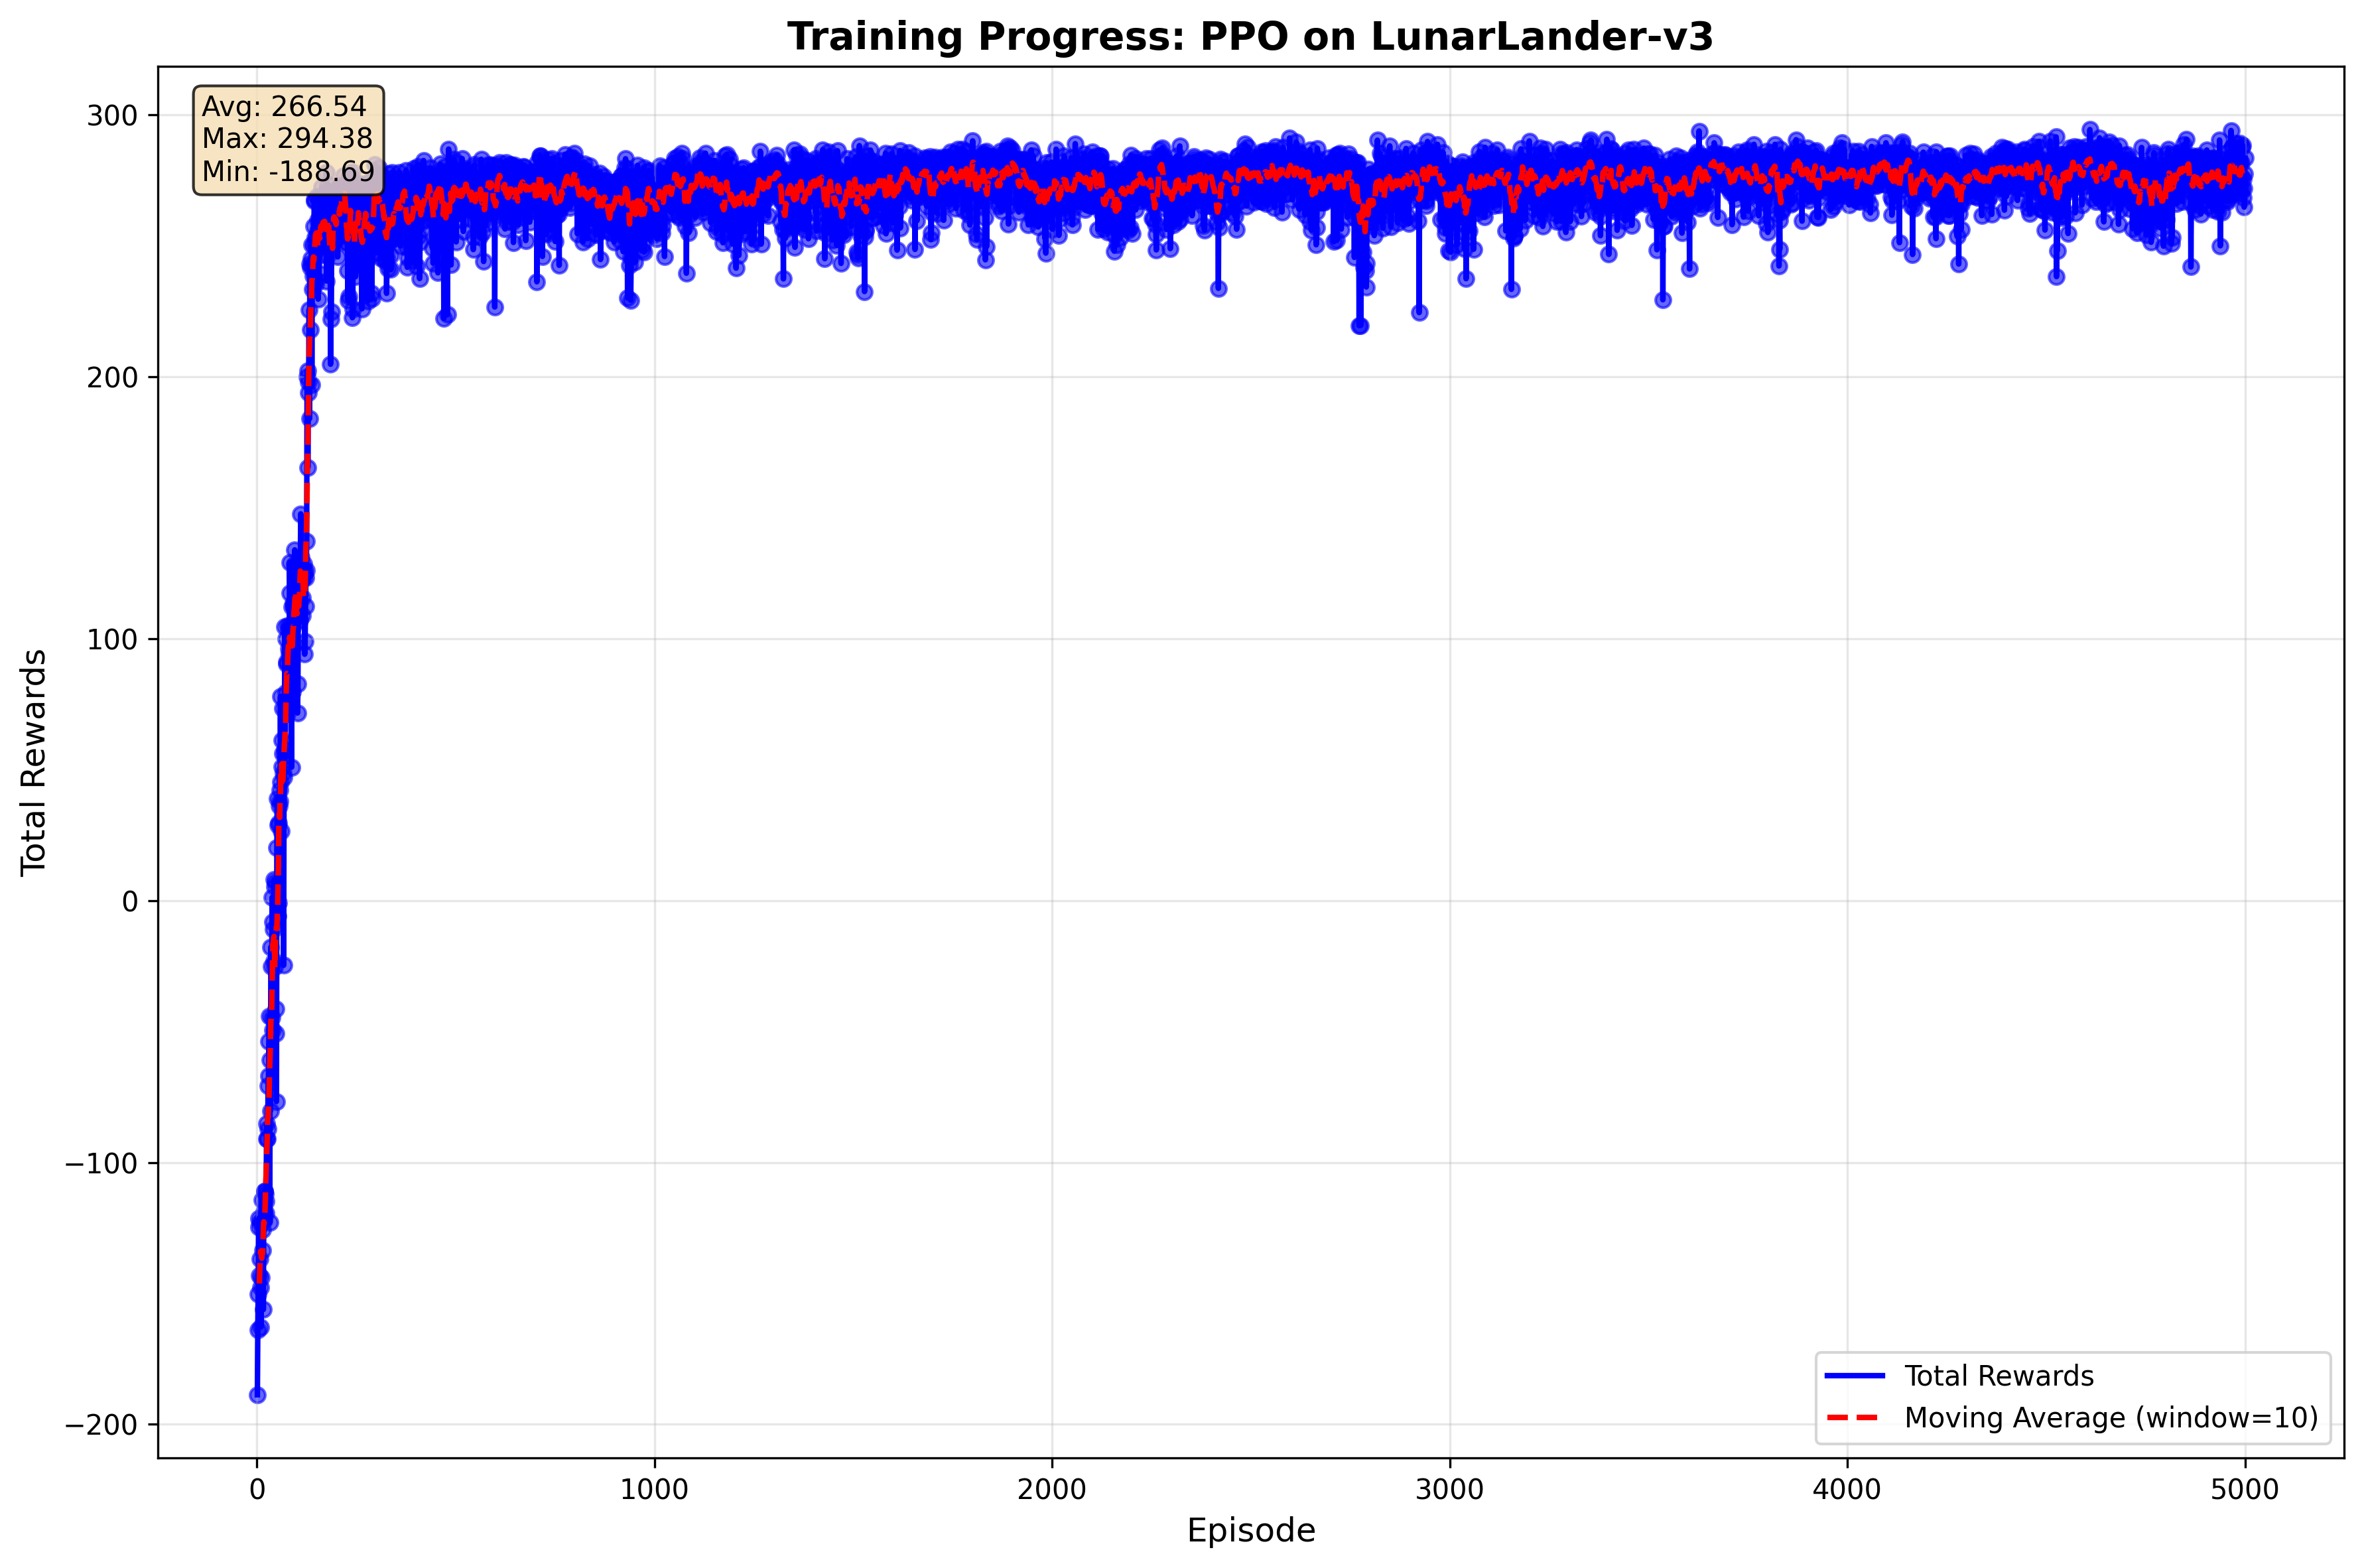 Training Progress: PPO on LunarLander-v3
Avg: 266.54
Max: 294.38
Min: -188.69
300
200
100
0
−100
−200
Total Rewards
0
1000
2000
3000
4000
5000
Episode
Total Rewards
Moving Average (window=10)